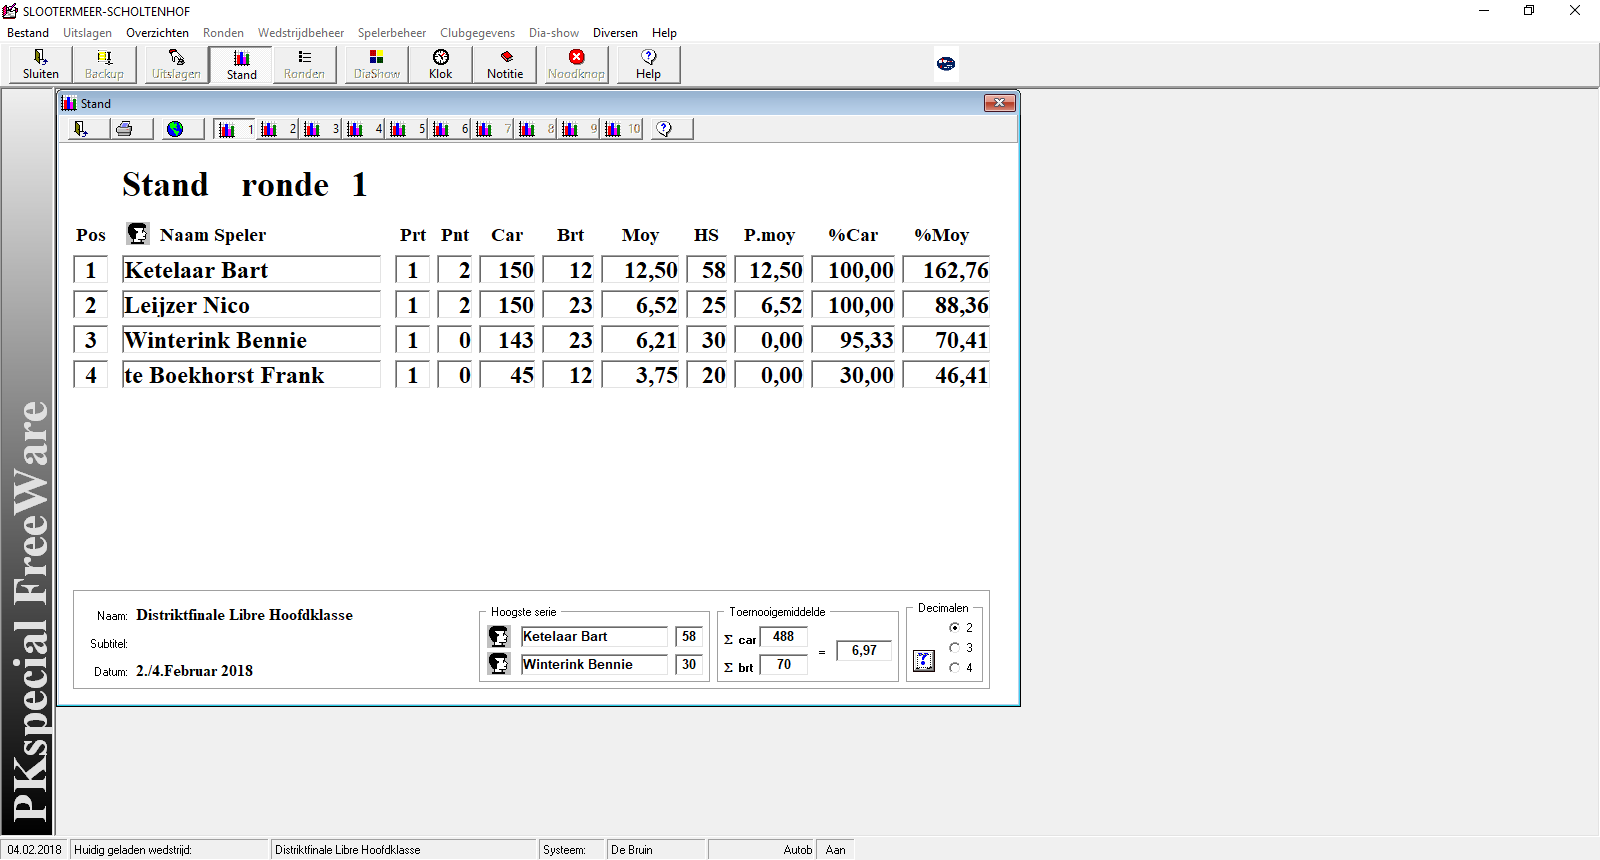 SLOOTERMEER-SCHOLTENHOF
Bestand Uitslagen Overzichten Ronden Wedstrijdbeheer Spelerbeheer Clubgegevens Dia-show Diversen Help
Sluiten Backup Uitslagen Stand Ronden DiaShow Klok Notitie Noodknop Help
Stand
1 2 3 4 5 6 7 8 9 10
Stand ronde 1
Pos Naam Speler Prt Pnt Car Brt Moy HS P.moy %Car %Moy
1 Ketelaar Bart 1 2 150 12 12,50 58 12,50 100,00 162,76
2 Leijzer Nico 1 2 150 23 6,52 25 6,52 100,00 88,36
3 Winterink Bennie 1 0 143 23 6,21 30 0,00 95,33 70,41
4 te Boekhorst Frank 1 0 45 12 3,75 20 0,00 30,00 46,41
PKspecial FreeWare
Naam: Distriktfinale Libre Hoofdklasse
Subtitel:
Datum: 2./4.Februar 2018
Hoogste serie
Ketelaar Bart 58
Winterink Bennie 30
Toernooigemiddelde
Σ car 488
Σ brt 70
= 6,97
Decimalen
2
3
4
04.02.2018 Huidig geladen wedstrijd: Distriktfinale Libre Hoofdklasse Systeem: De Bruin Autob Aan